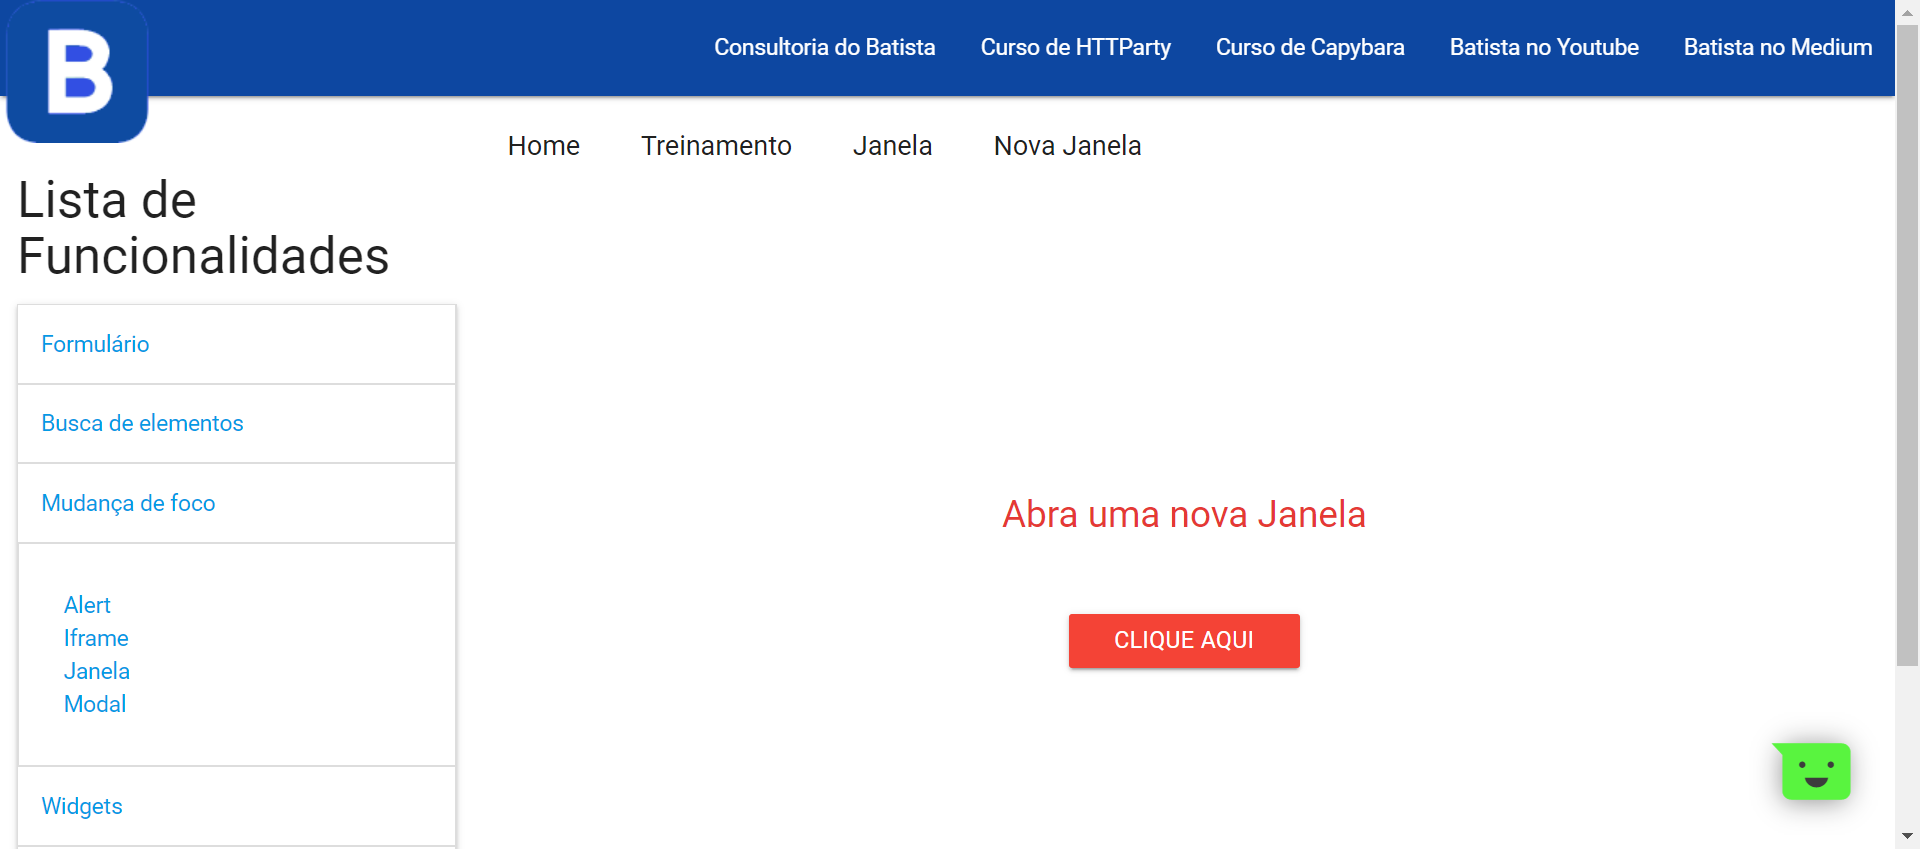 B
Consultoria do Batista
Curso de HTTParty
Curso de Capybara
Batista no Youtube
Batista no Medium
Home
Treinamento
Janela
Nova Janela
Lista de
Funcionalidades
Formulário
Busca de elementos
Mudança de foco
Alert
Iframe
Janela
Modal
Widgets
Abra uma nova Janela
CLIQUE AQUI